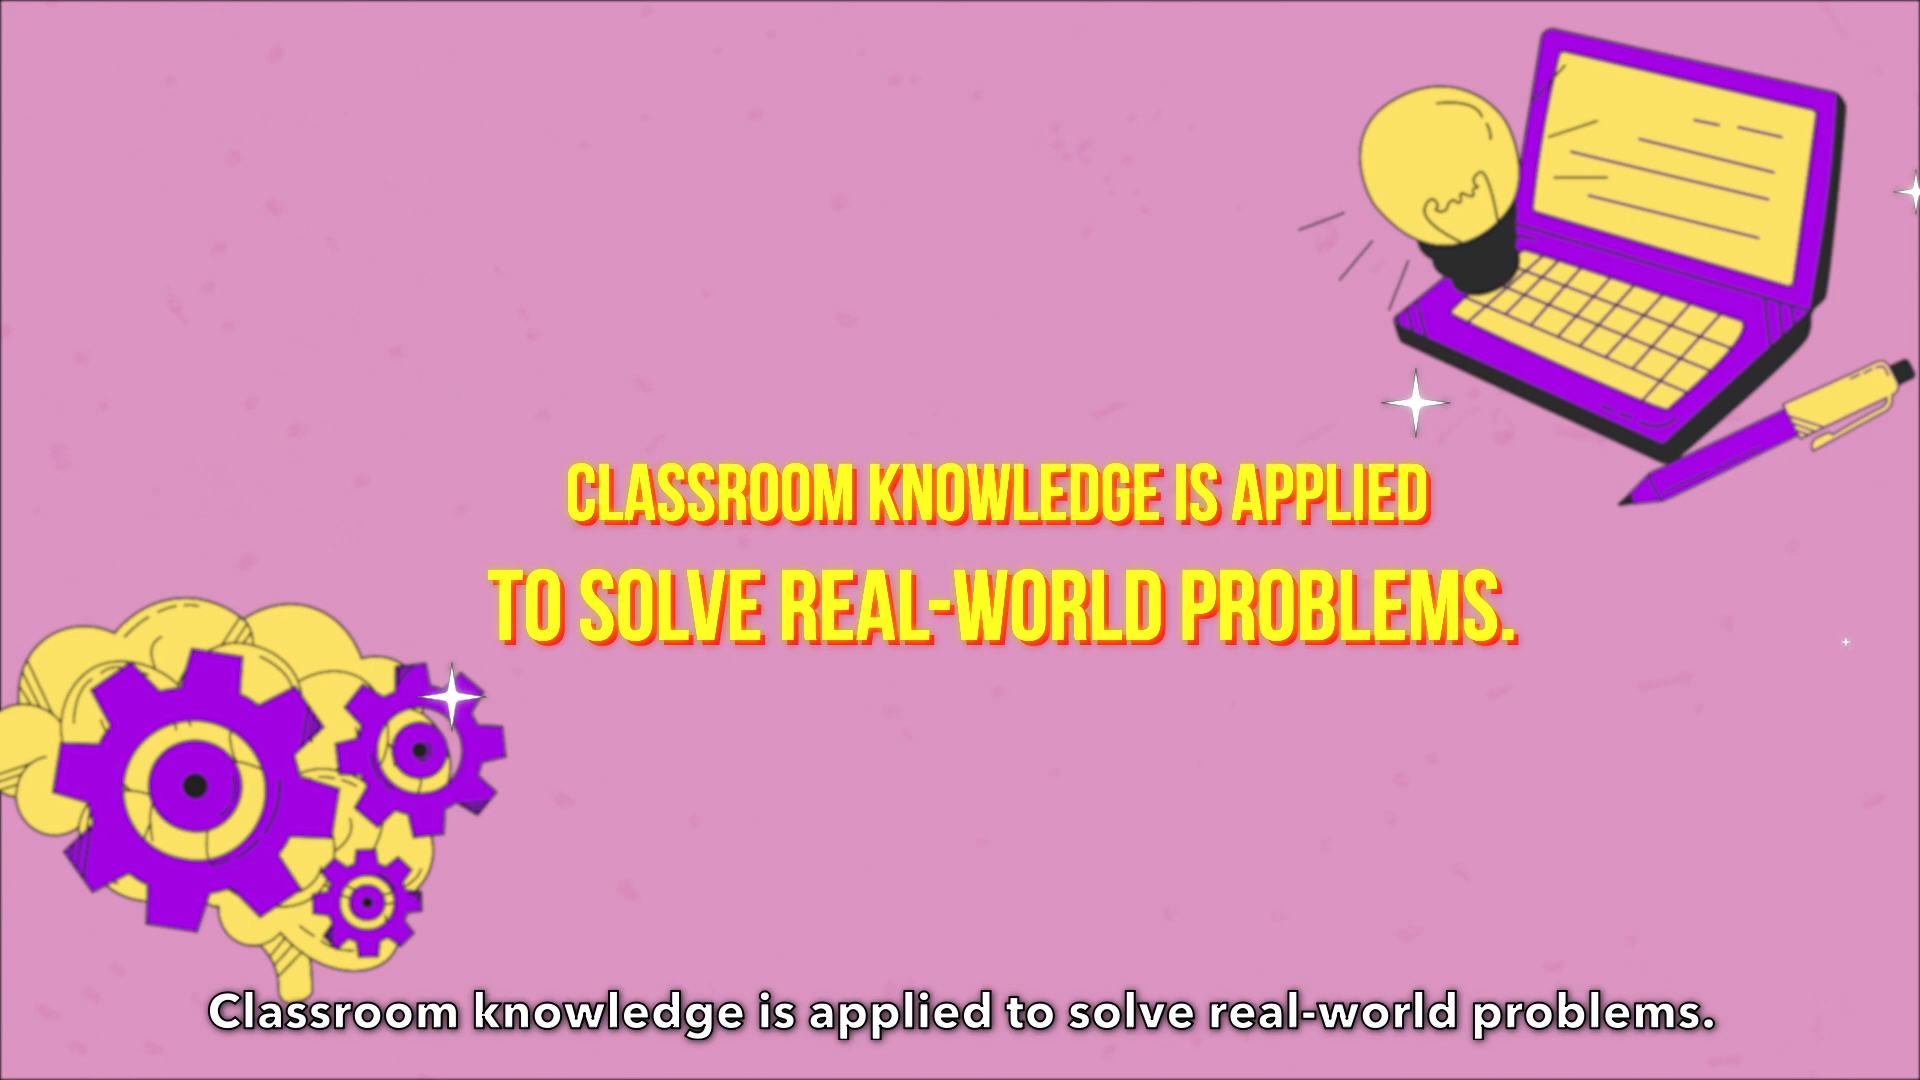 CLASSROOM KNOWLEDGE IS APPLIED
TO SOLVE REAL-WORLD PROBLEMS.
Classroom knowledge is applied to solve real-world problems.